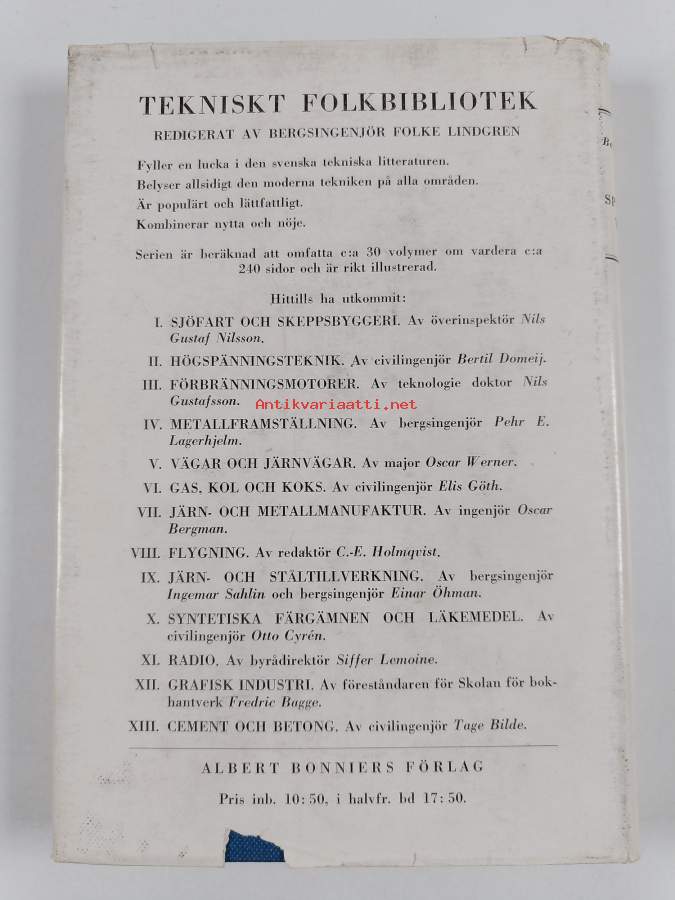 TEKNISKT FOLKBIBLIOTEK
REDIGERAT AV BERGSINGENJÖR FOLKE LINDGREN
Fyller en lucka i den svenska tekniska litteraturen.
Belyser allsidigt den moderna tekniken på alla områden.
Är populärt och lättfattligt.
Kombinerar nytta och nöje.
Serien är beräknad att omfatta c:a 30 volymer om vardera c:a
240 sidor och är rikt illustrerad.
Hittills ha utkommit:
I. SJÖFART OCH SKEPPSBYGGERI. Av överinspektör Nils
Gustaf Nilsson.
II. HÖGSPÄNNINGSTEKNIK. Av civilingenjör Bertil Domeij.
III. FÖRBRÄNNINGSMOTORER. Av teknologie doktor Nils
Gustafsson.
Antikvariaatti.net
IV. METALLFRAMSTÄLLNING. Av bergsingenjör Pehr E.
Lagerhjelm.
V. VÄGAR OCH JÄRNVÄGAR. Av major Oscar Werner.
VI. GAS, KOL OCH KOKS. Av civilingenjör Elis Göth.
VII. JÄRN- OCH METALLMANUFAKTUR. Av ingenjör Oscar
Bergman.
VIII. FLYGNING. Av redaktör C.-E. Holmqvist.
IX. JÄRN- OCH STÅLTILLVERKNING. Av bergsingenjör
Ingemar Sahlin och bergsingenjör Einar Öhman.
X. SYNTETISKA FÄRGÄMNEN OCH LÄKEMEDEL. Av
civilingenjör Otto Cyrén.
XI. RADIO. Av byrådirektör Siffer Lemoine.
XII. GRAFISK INDUSTRI. Av föreståndaren för Skolan för bok-
hantverk Fredric Bagge.
XIII. CEMENT OCH BETONG. Av civilingenjör Tage Bilde.
ALBERT BONNIERS FÖRLAG
Pris inb. 10:50, i halvfr. bd 17:50.